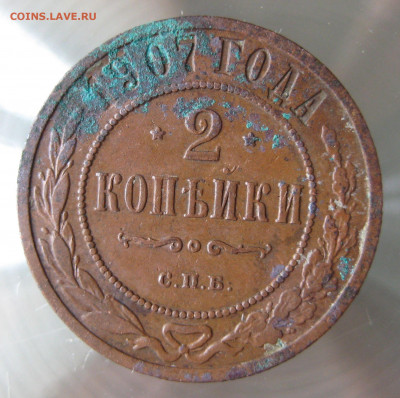 COINS.LAVE.RU
1907 ГОДА
2
КОПѢЙКИ
С.П.Б.